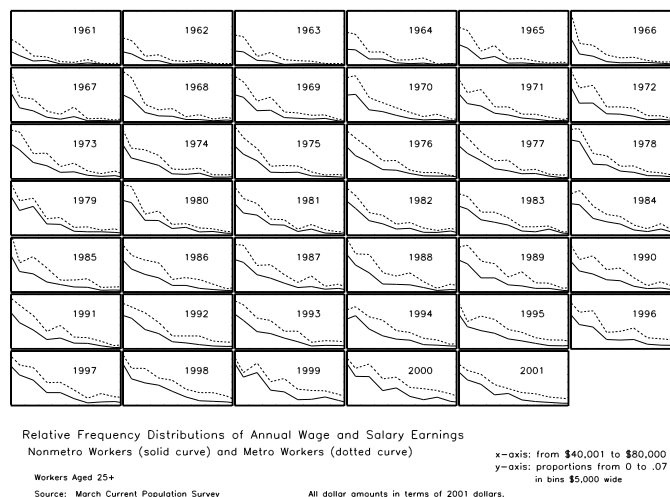 1961 1962 1963 1964 1965 1966
1967 1968 1969 1970 1971 1972
1973 1974 1975 1976 1977 1978
1979 1980 1981 1982 1983 1984
1985 1986 1987 1988 1989 1990
1991 1992 1993 1994 1995 1996
1997 1998 1999 2000 2001
Relative Frequency Distributions of Annual Wage and Salary Earnings
Nonmetro Workers (solid curve) and Metro Workers (dotted curve)
x-axis: from $40,001 to $80,000
y-axis: proportions from 0 to .07
in bins $5,000 wide
Workers Aged 25+
Source: March Current Population Survey
All dollar amounts in terms of 2001 dollars.